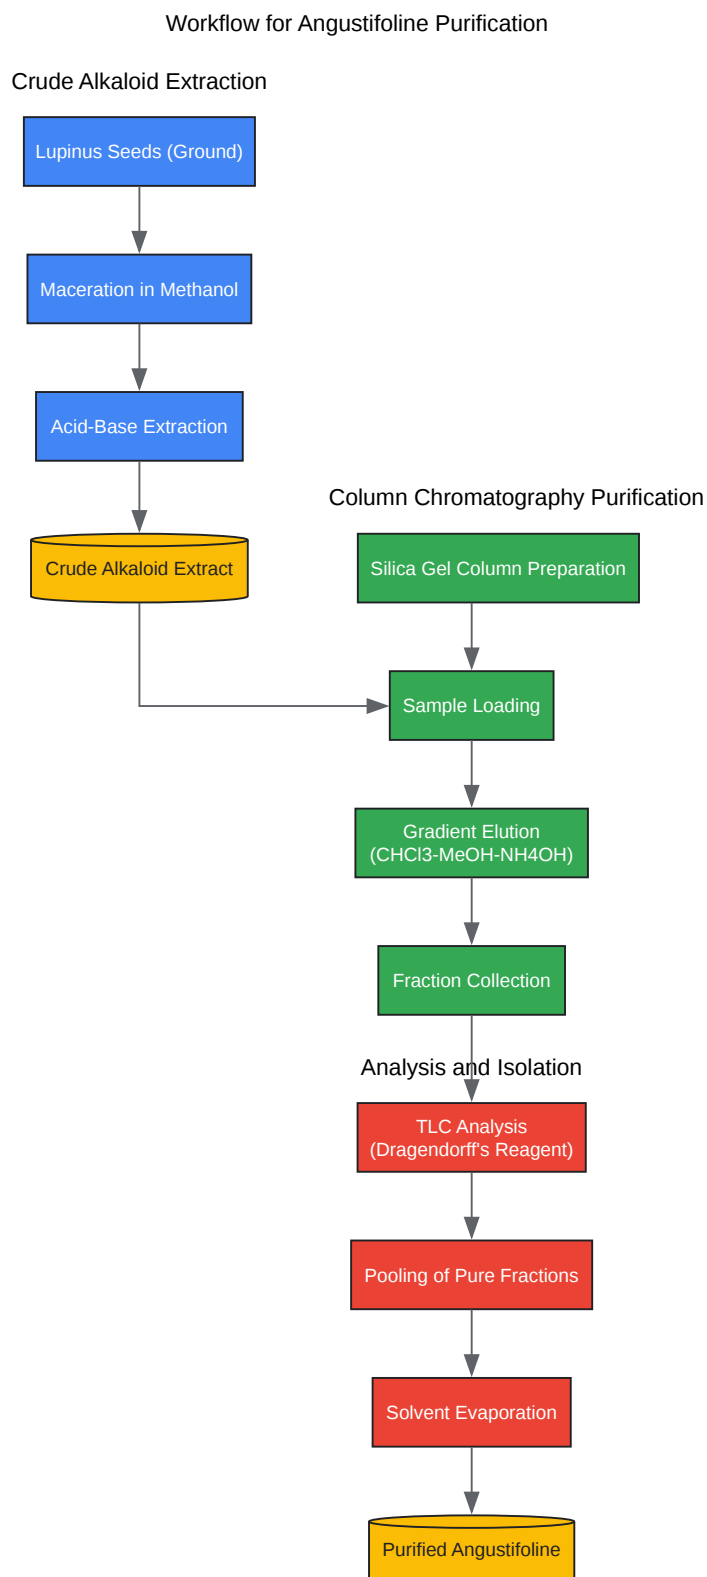 Workflow for Angustifoline Purification
Crude Alkaloid Extraction
Lupinus Seeds (Ground)
Maceration in Methanol
Acid-Base Extraction
Crude Alkaloid Extract
Column Chromatography Purification
Silica Gel Column Preparation
Sample Loading
Gradient Elution
(CHCl3-MeOH-NH4OH)
Fraction Collection
Analysis and Isolation
TLC Analysis
(Dragendorff's Reagent)
Pooling of Pure Fractions
Solvent Evaporation
Purified Angustifoline